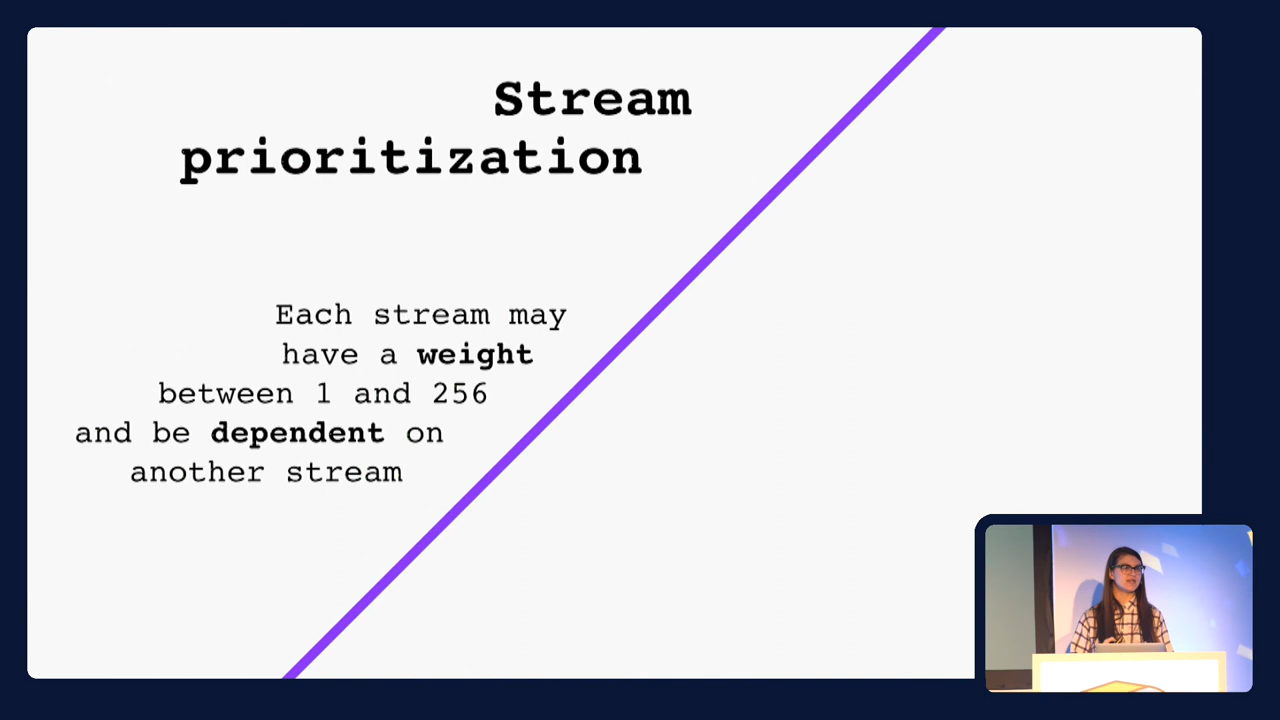 Stream
prioritization
Each stream may
have a weight
between 1 and 256
and be dependent on
another stream